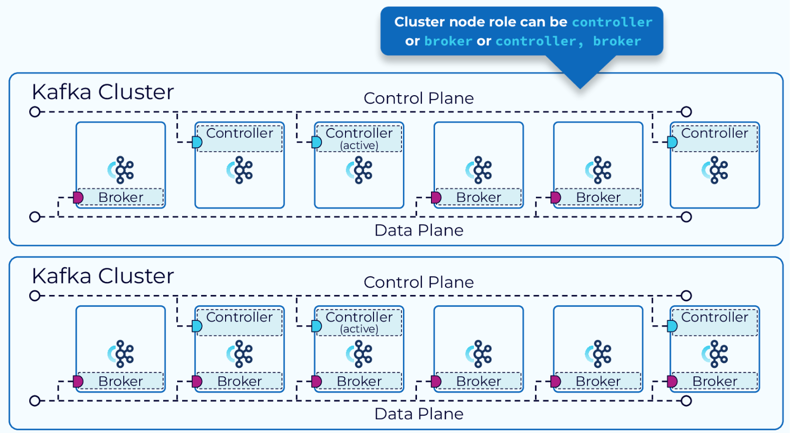 Cluster node role can be controller
or broker or controller, broker
Kafka Cluster
Control Plane
Controller
Controller
(active)
Controller
Broker
Broker
Broker
Data Plane
Kafka Cluster
Control Plane
Controller
Controller
(active)
Controller
Broker
Broker
Broker
Broker
Broker
Broker
Data Plane